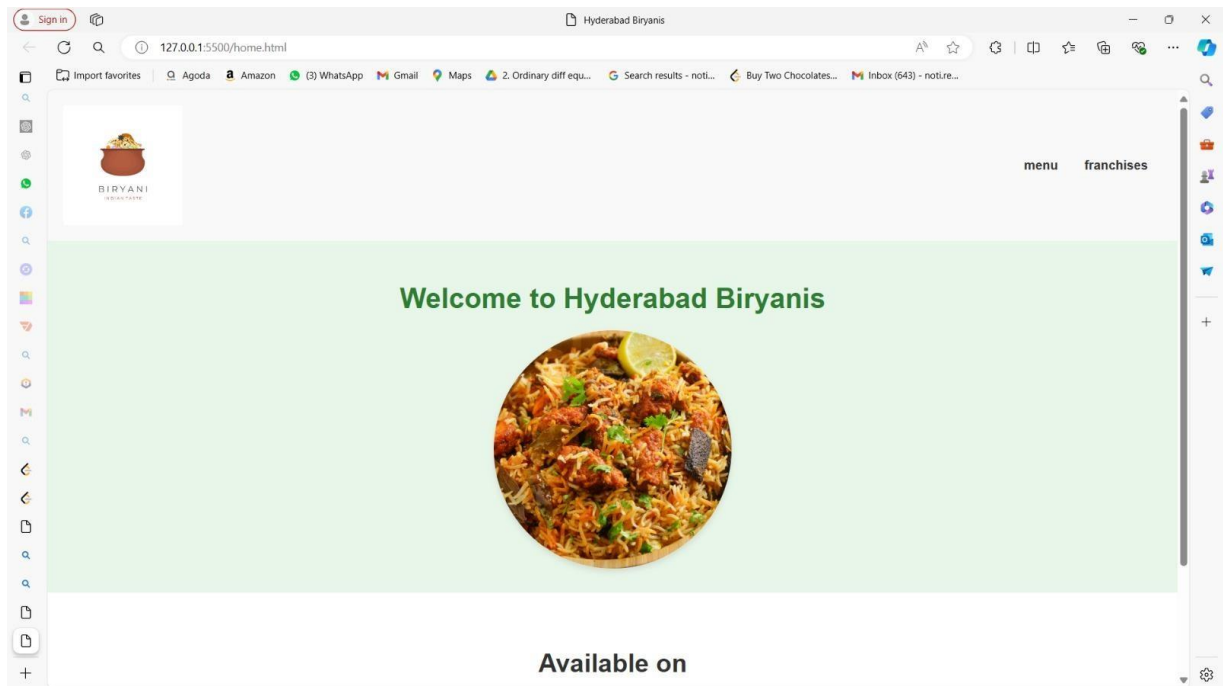 Sign in
Hyderabad Biryanis
127.0.0.1:5500/home.html
Import favorites Agoda Amazon (3) WhatsApp Gmail Maps 2. Ordinary diff equ... Search results - noti... Buy Two Chocolates... Inbox (643) - noti.re...
BIRYANI
INDIAN TASTE
menu franchises
Welcome to Hyderabad Biryanis
Available on